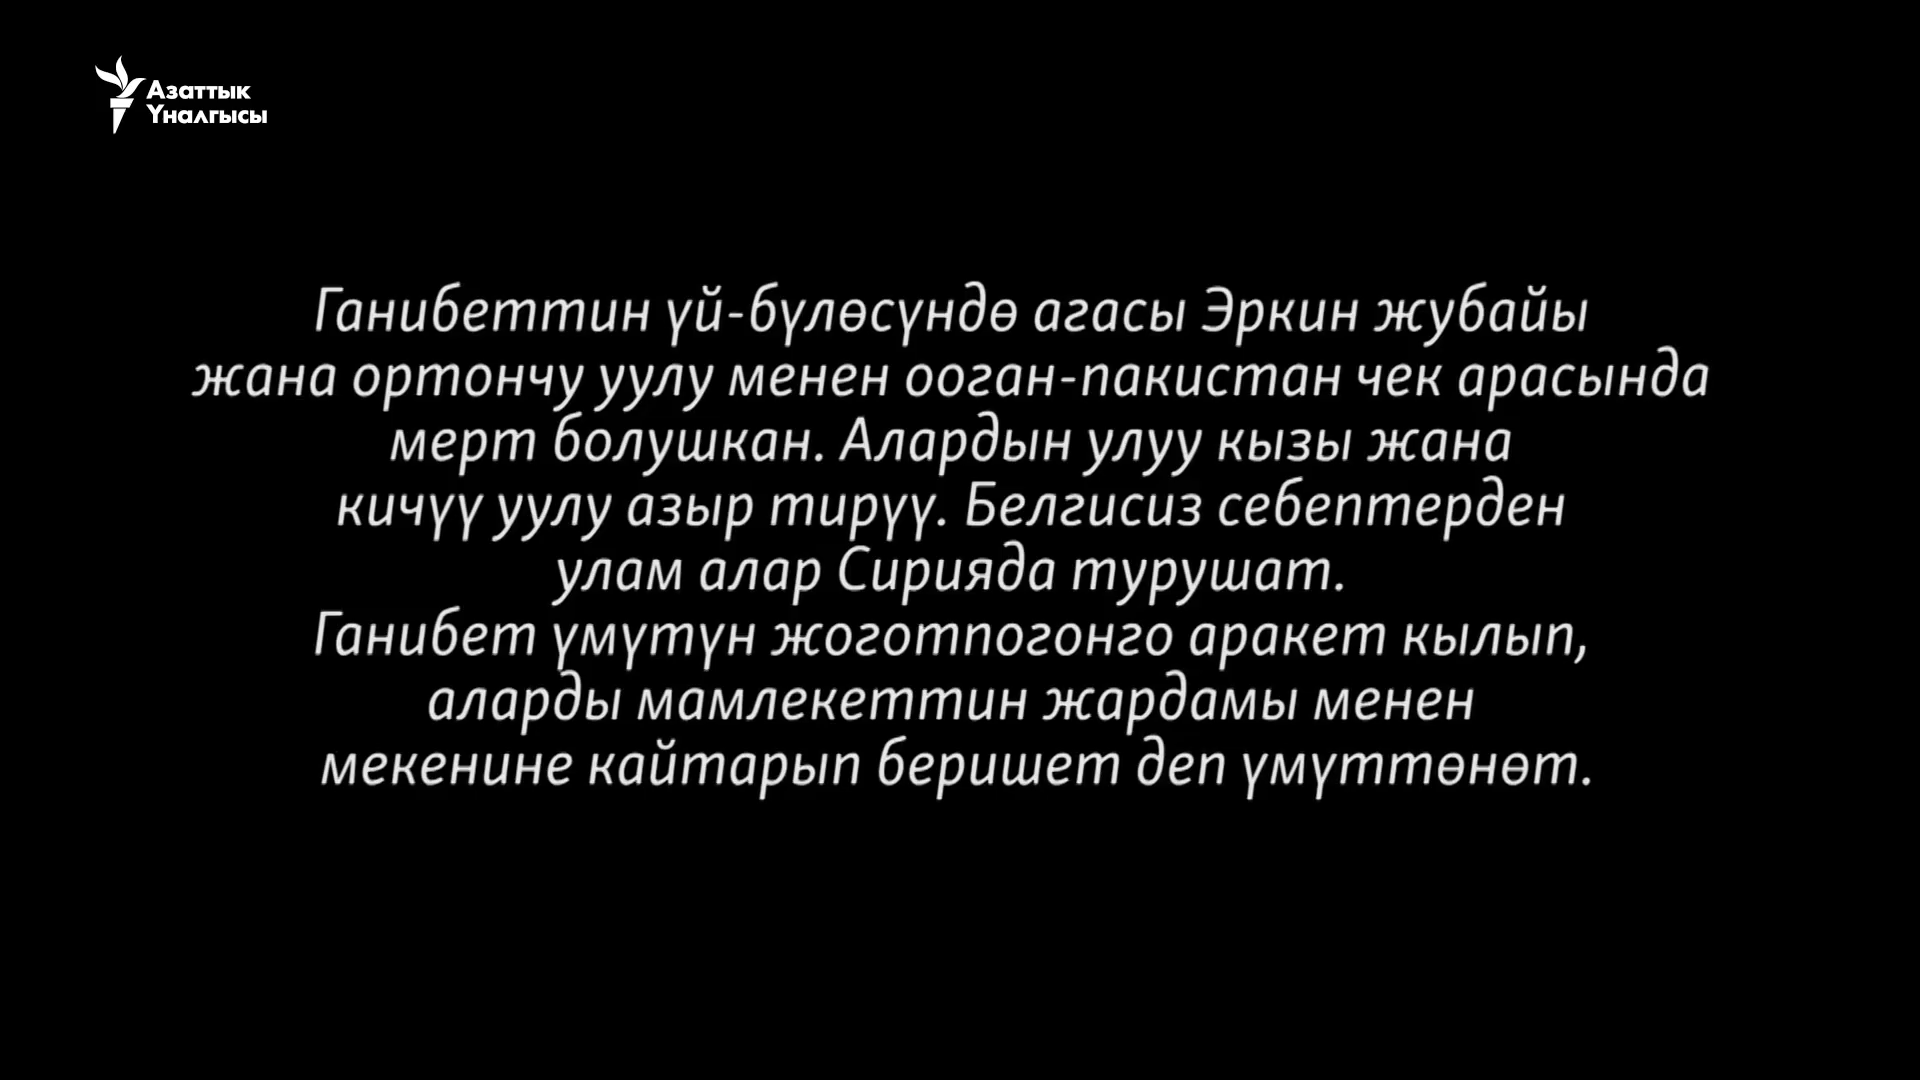 Азаттык
Үналгысы
Ганибеттин үй-бүлөсүндө агасы Эркин жубайы
жана ортончу уулу менен ооган-пакистан чек арасында
мерт болушкан. Алардын улуу кызы жана
кичүү уулу азыр тирүү. Белгисиз себептерден
улам алар Сирияда турушат.
Ганибет үмүтүн жоготпогонго аракет кылып,
аларды мамлекеттин жардамы менен
мекенине кайтарып беришет деп үмүттөнөт.